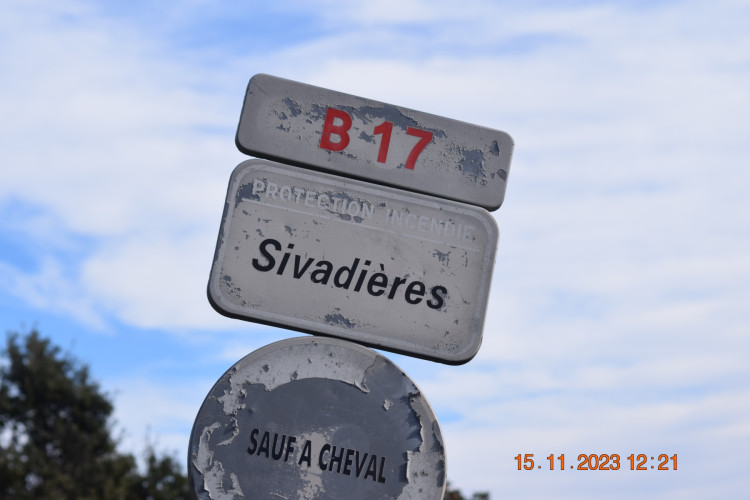 B 17
PROTECTION INCENDIE
Sivadières
SAUF A CHEVAL
15.11.2023 12:21